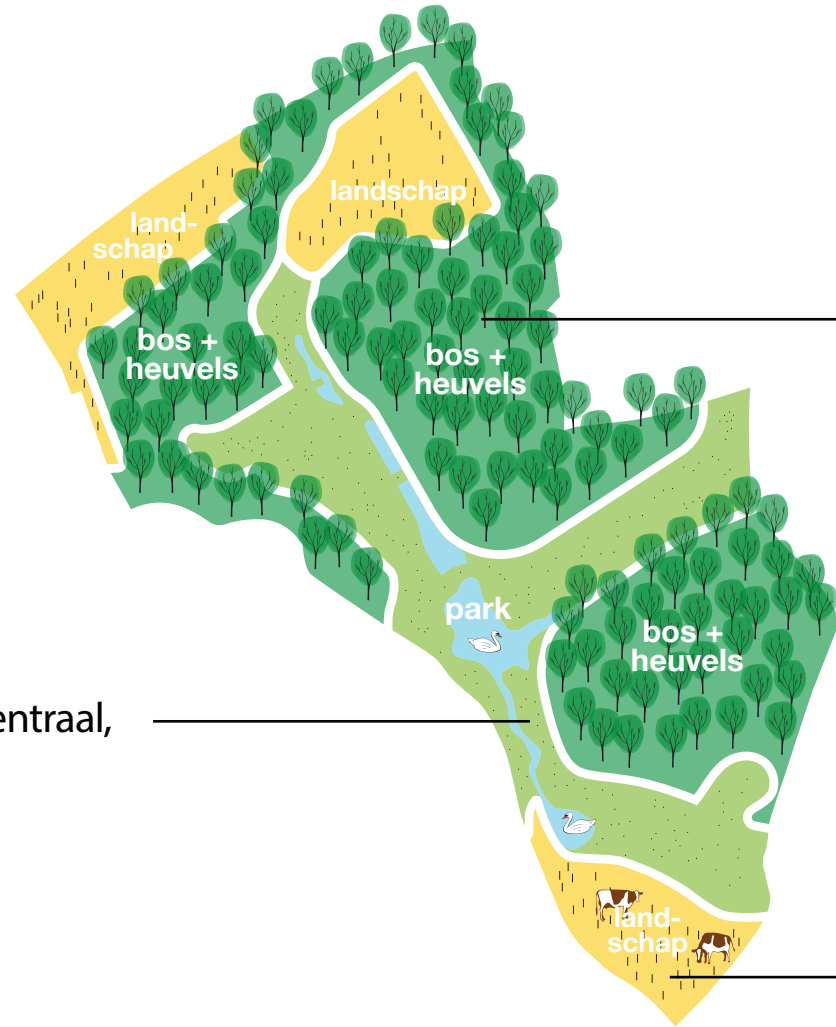 landschap
land-
schap
bos +
heuvels
bos +
heuvels
park
bos +
heuvels
entraal,
land-
schap